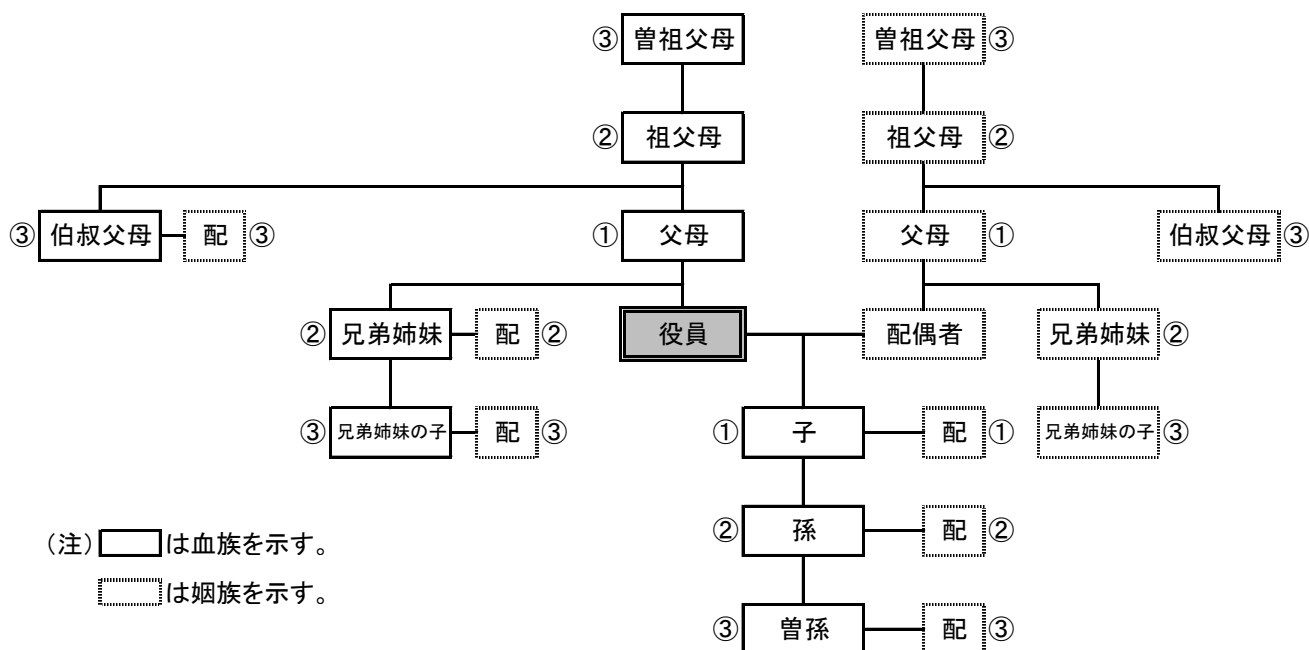 ③ 曽祖父母 曽祖父母 ③
② 祖父母 祖父母 ②
③ 伯叔父母 配 ③ ① 父母 父母 ① 伯叔父母 ③
② 兄弟姉妹 配 ② 役員 配偶者 兄弟姉妹 ②
③ 兄弟姉妹の子 配 ③ ① 子 配 ① 兄弟姉妹の子 ③
② 孫 配 ②
(注) は血族を示す。
は姻族を示す。
③ 曽孫 配 ③